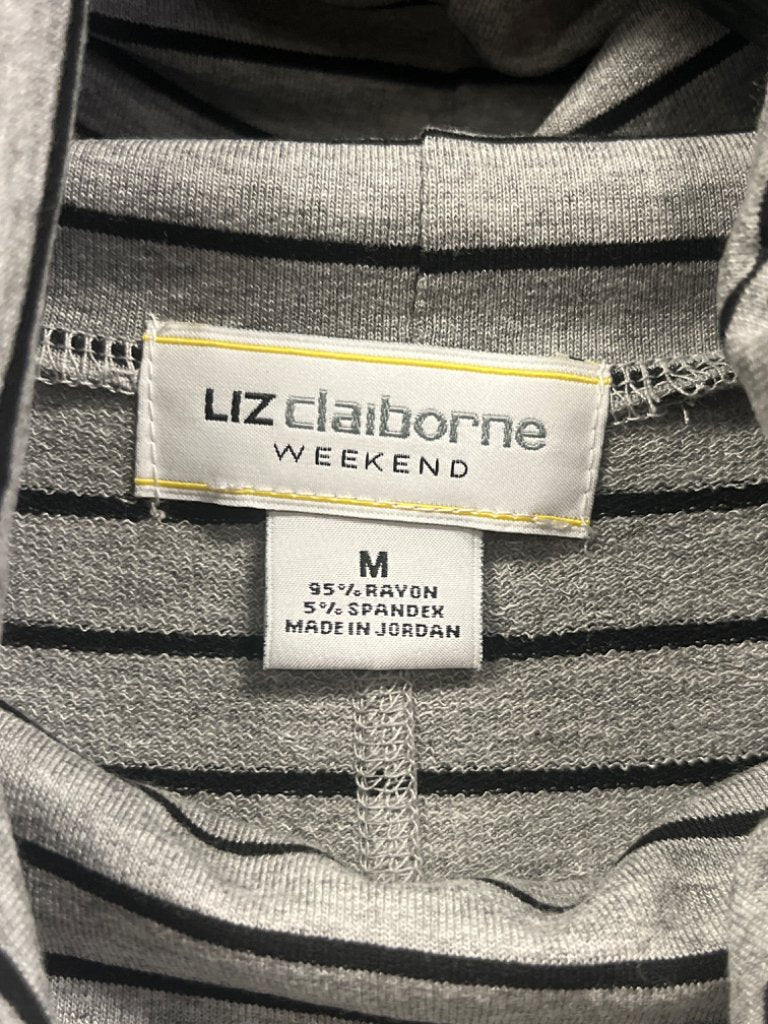 LIZ claiborne
WEEKEND
M
95% RAYON
5% SPANDEX
MADE IN JORDAN